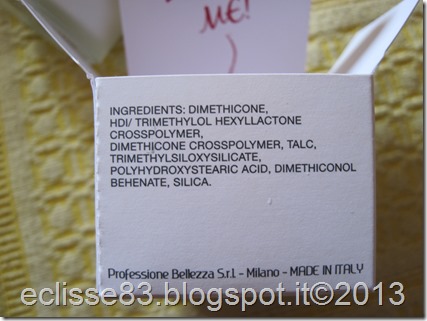 ME!
INGREDIENTS: DIMETHICONE,
HDI/ TRIMETHYLOL HEXYLLACTONE
CROSSPOLYMER,
DIMETHICONE CROSSPOLYMER, TALC,
TRIMETHYLSILOXYSILICATE,
POLYHYDROXYSTEARIC ACID, DIMETHICONOL
BEHENATE, SILICA.
Professione Bellezza S.r.l. - Milano - MADE IN ITALY
eclisse83.blogspot.it©2013